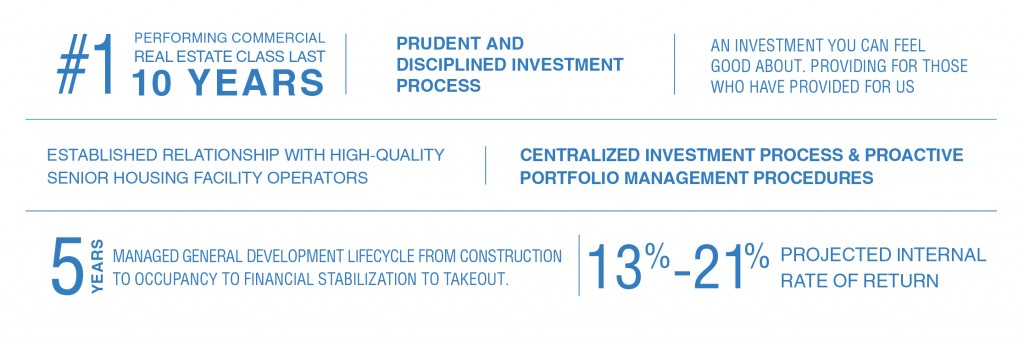 #1 PERFORMING COMMERCIAL
REAL ESTATE CLASS LAST
10 YEARS
PRUDENT AND
DISCIPLINED INVESTMENT
PROCESS
AN INVESTMENT YOU CAN FEEL
GOOD ABOUT. PROVIDING FOR THOSE
WHO HAVE PROVIDED FOR US
ESTABLISHED RELATIONSHIP WITH HIGH-QUALITY
SENIOR HOUSING FACILITY OPERATORS
CENTRALIZED INVESTMENT PROCESS & PROACTIVE
PORTFOLIO MANAGEMENT PROCEDURES
5 YEARS
MANAGED GENERAL DEVELOPMENT LIFECYCLE FROM CONSTRUCTION
TO OCCUPANCY TO FINANCIAL STABILIZATION TO TAKEOUT.
13%-21%
PROJECTED INTERNAL
RATE OF RETURN